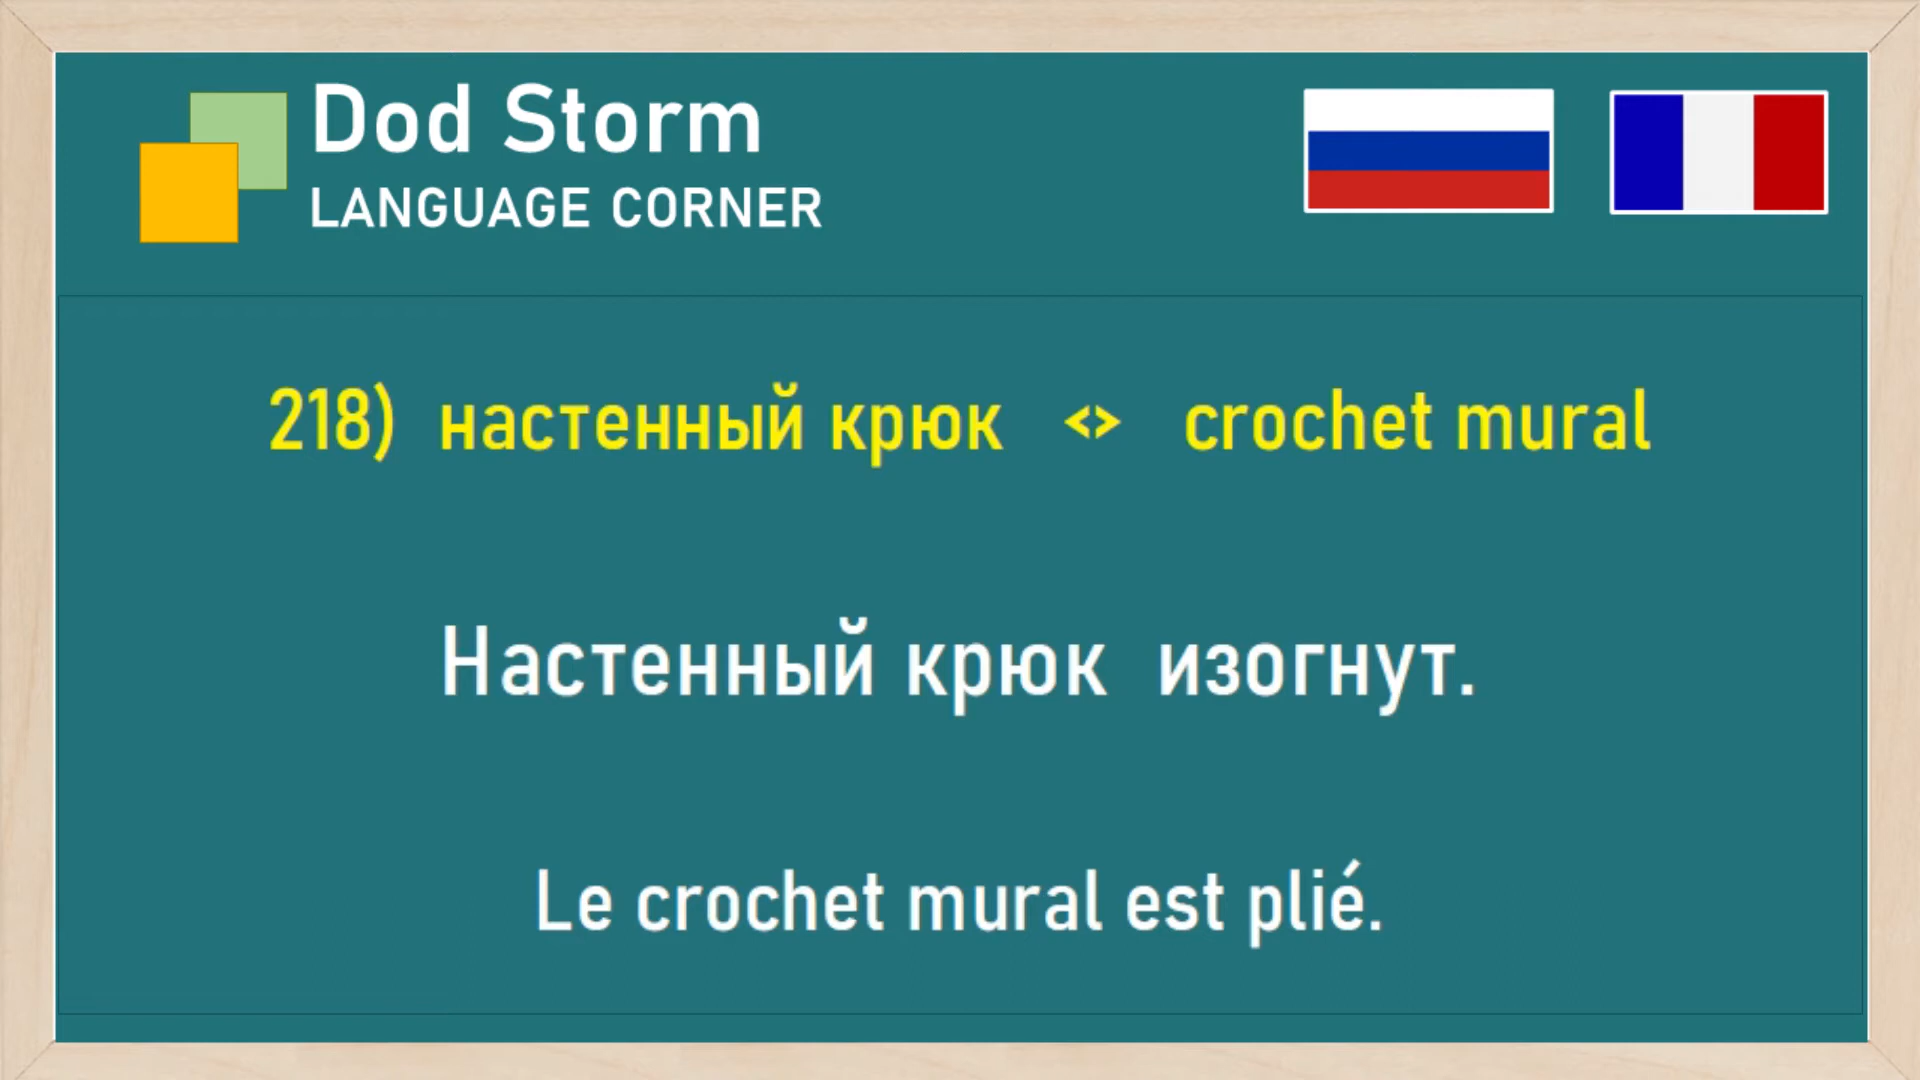 Dod Storm
LANGUAGE CORNER
218) настенный крюк <> crochet mural
Настенный крюк изогнут.
Le crochet mural est plié.